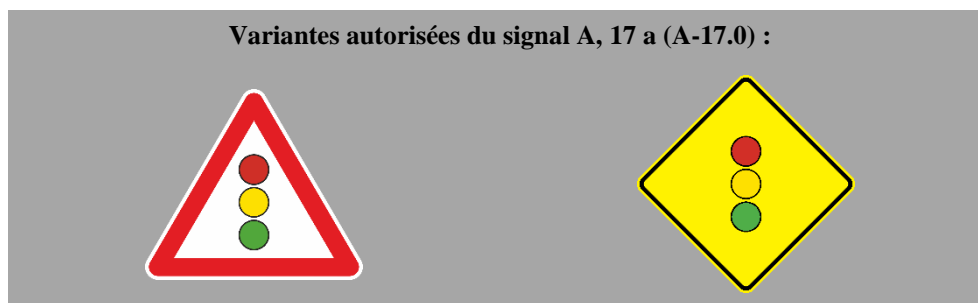 Variantes autorisées du signal A, 17 a (A-17.0) :